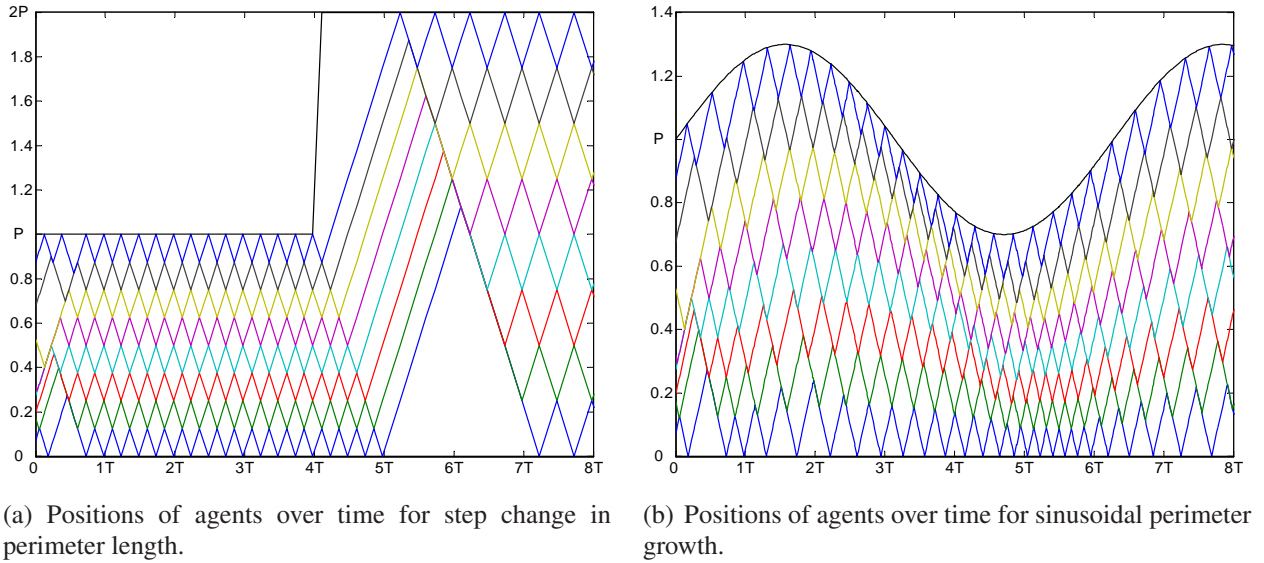 2P
1.8
1.6
1.4
1.2
P
0.8
0.6
0.4
0.2
0
0 1T 2T 3T 4T 5T 6T 7T 8T
1.4
1.2
P
0.8
0.6
0.4
0.2
0
0 1T 2T 3T 4T 5T 6T 7T 8T
(a) Positions of agents over time for step change in
perimeter length.
(b) Positions of agents over time for sinusoidal perimeter
growth.